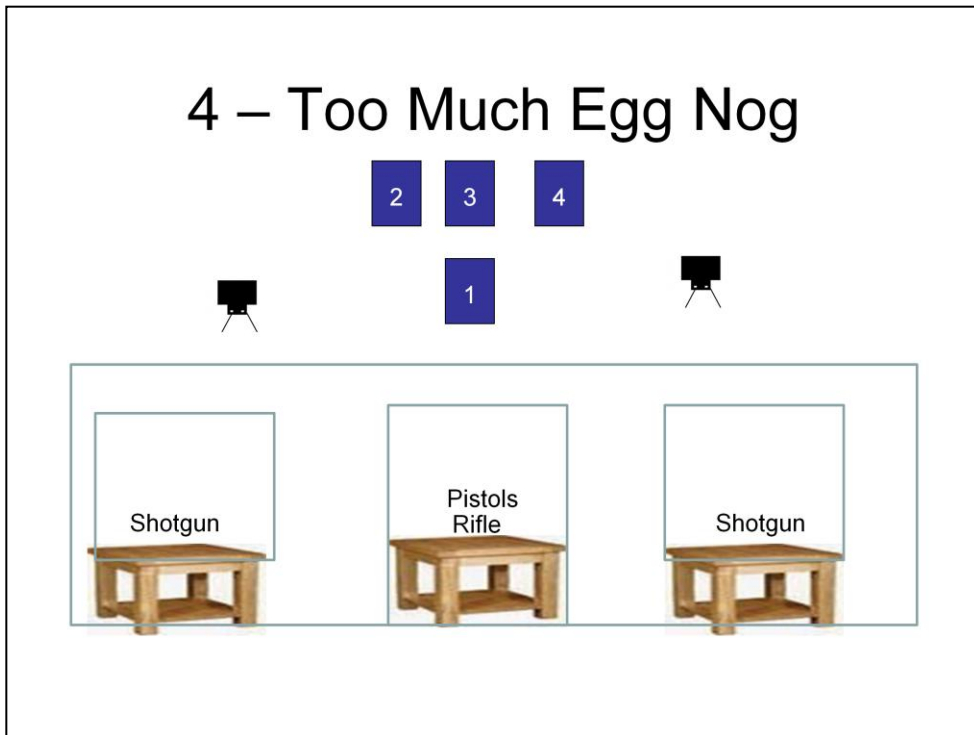 4 – Too Much Egg Nog
2 3 4
1
Shotgun
Pistols
Rifle
Shotgun